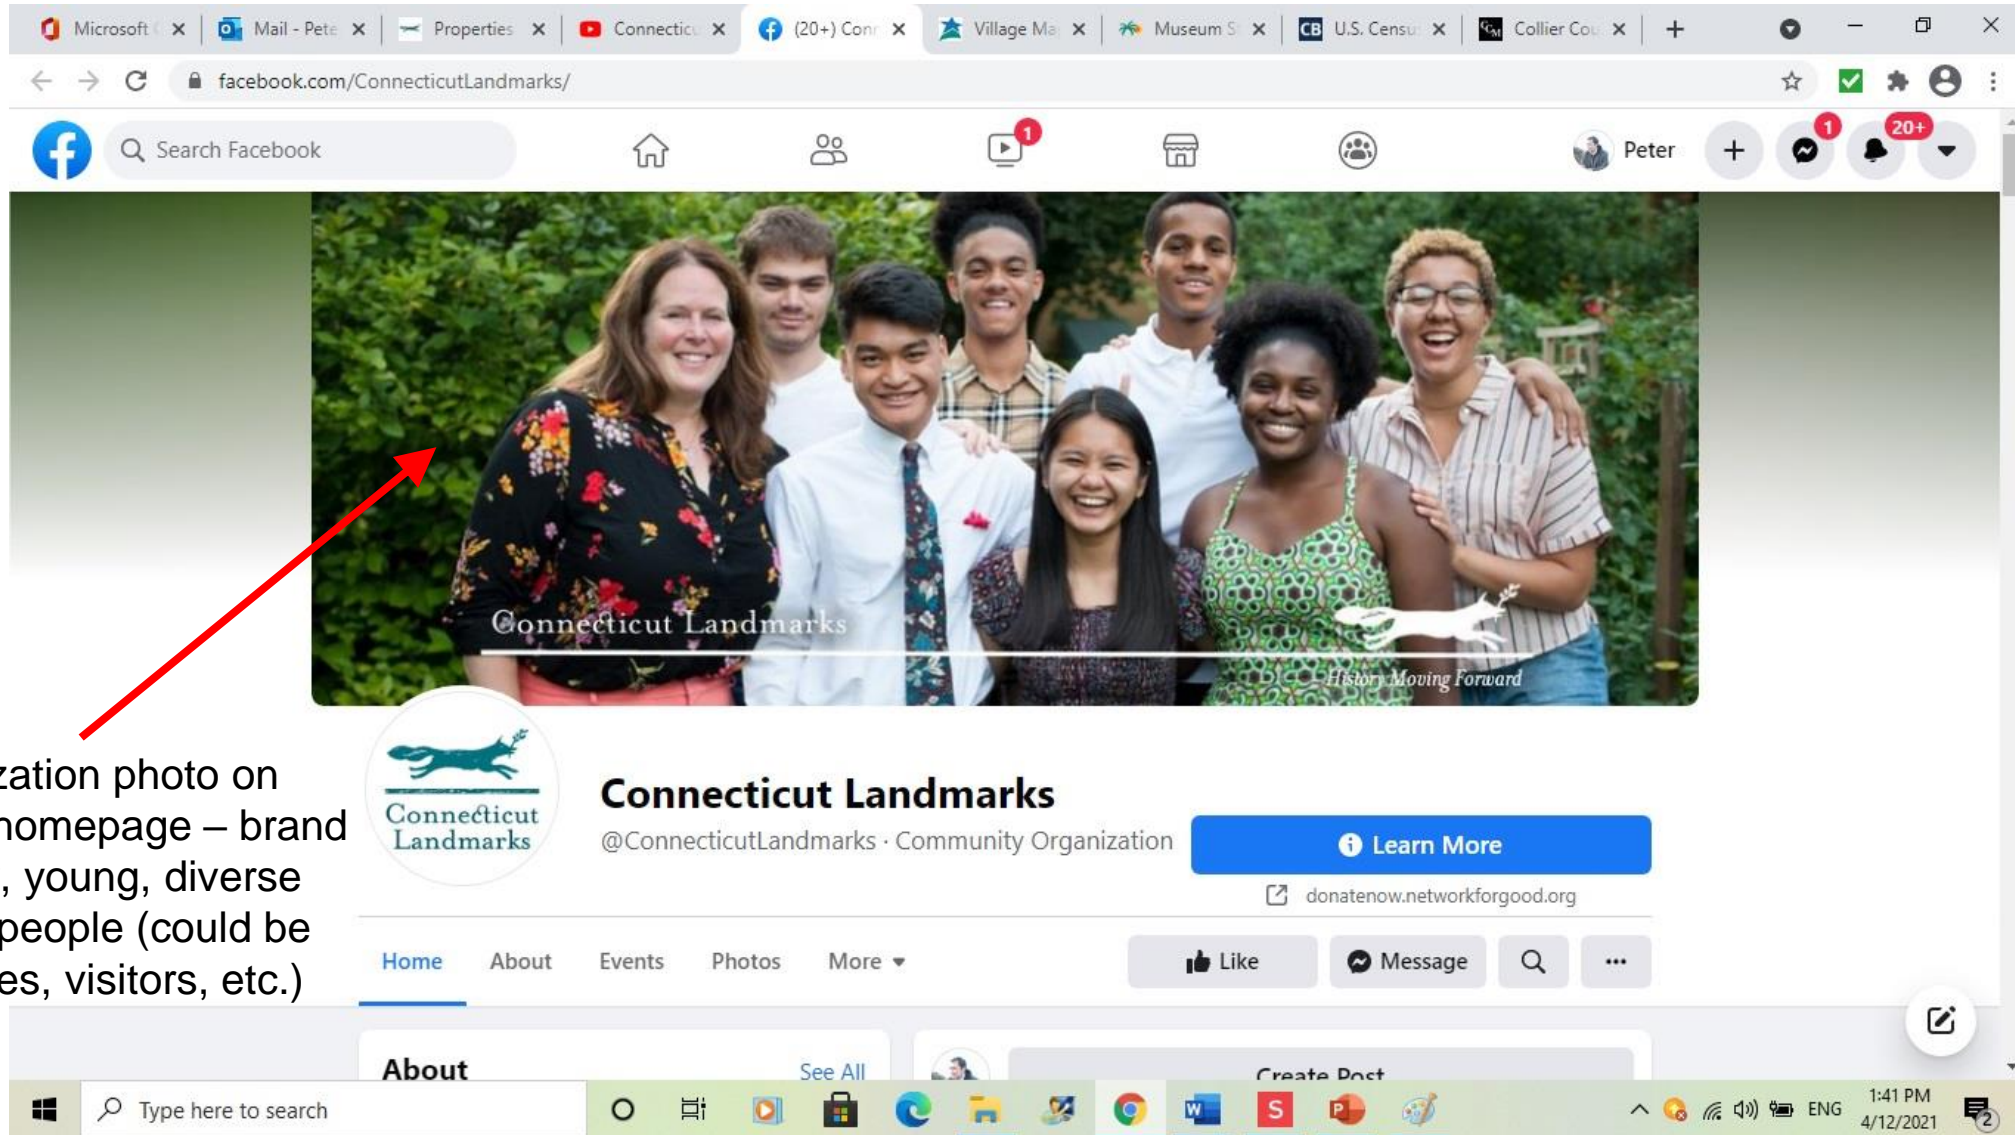 Microsoft
Mail - Pete
Properties
Connecticu
(20+) Conn
Village Ma
Museum S
U.S. Censu
Collier Cou
facebook.com/ConnecticutLandmarks/
Search Facebook
1
Peter
1
20+
Connecticut Landmarks
History Moving Forward
Connecticut
Landmarks
Connecticut Landmarks
@ConnecticutLandmarks · Community Organization
Learn More
donatenow.networkforgood.org
zation photo on
homepage – brand
, young, diverse
people (could be
es, visitors, etc.)
Home About Events Photos More
Like Message
About See All
Create Post
Type here to search
ENG
1:41 PM
4/12/2021
2